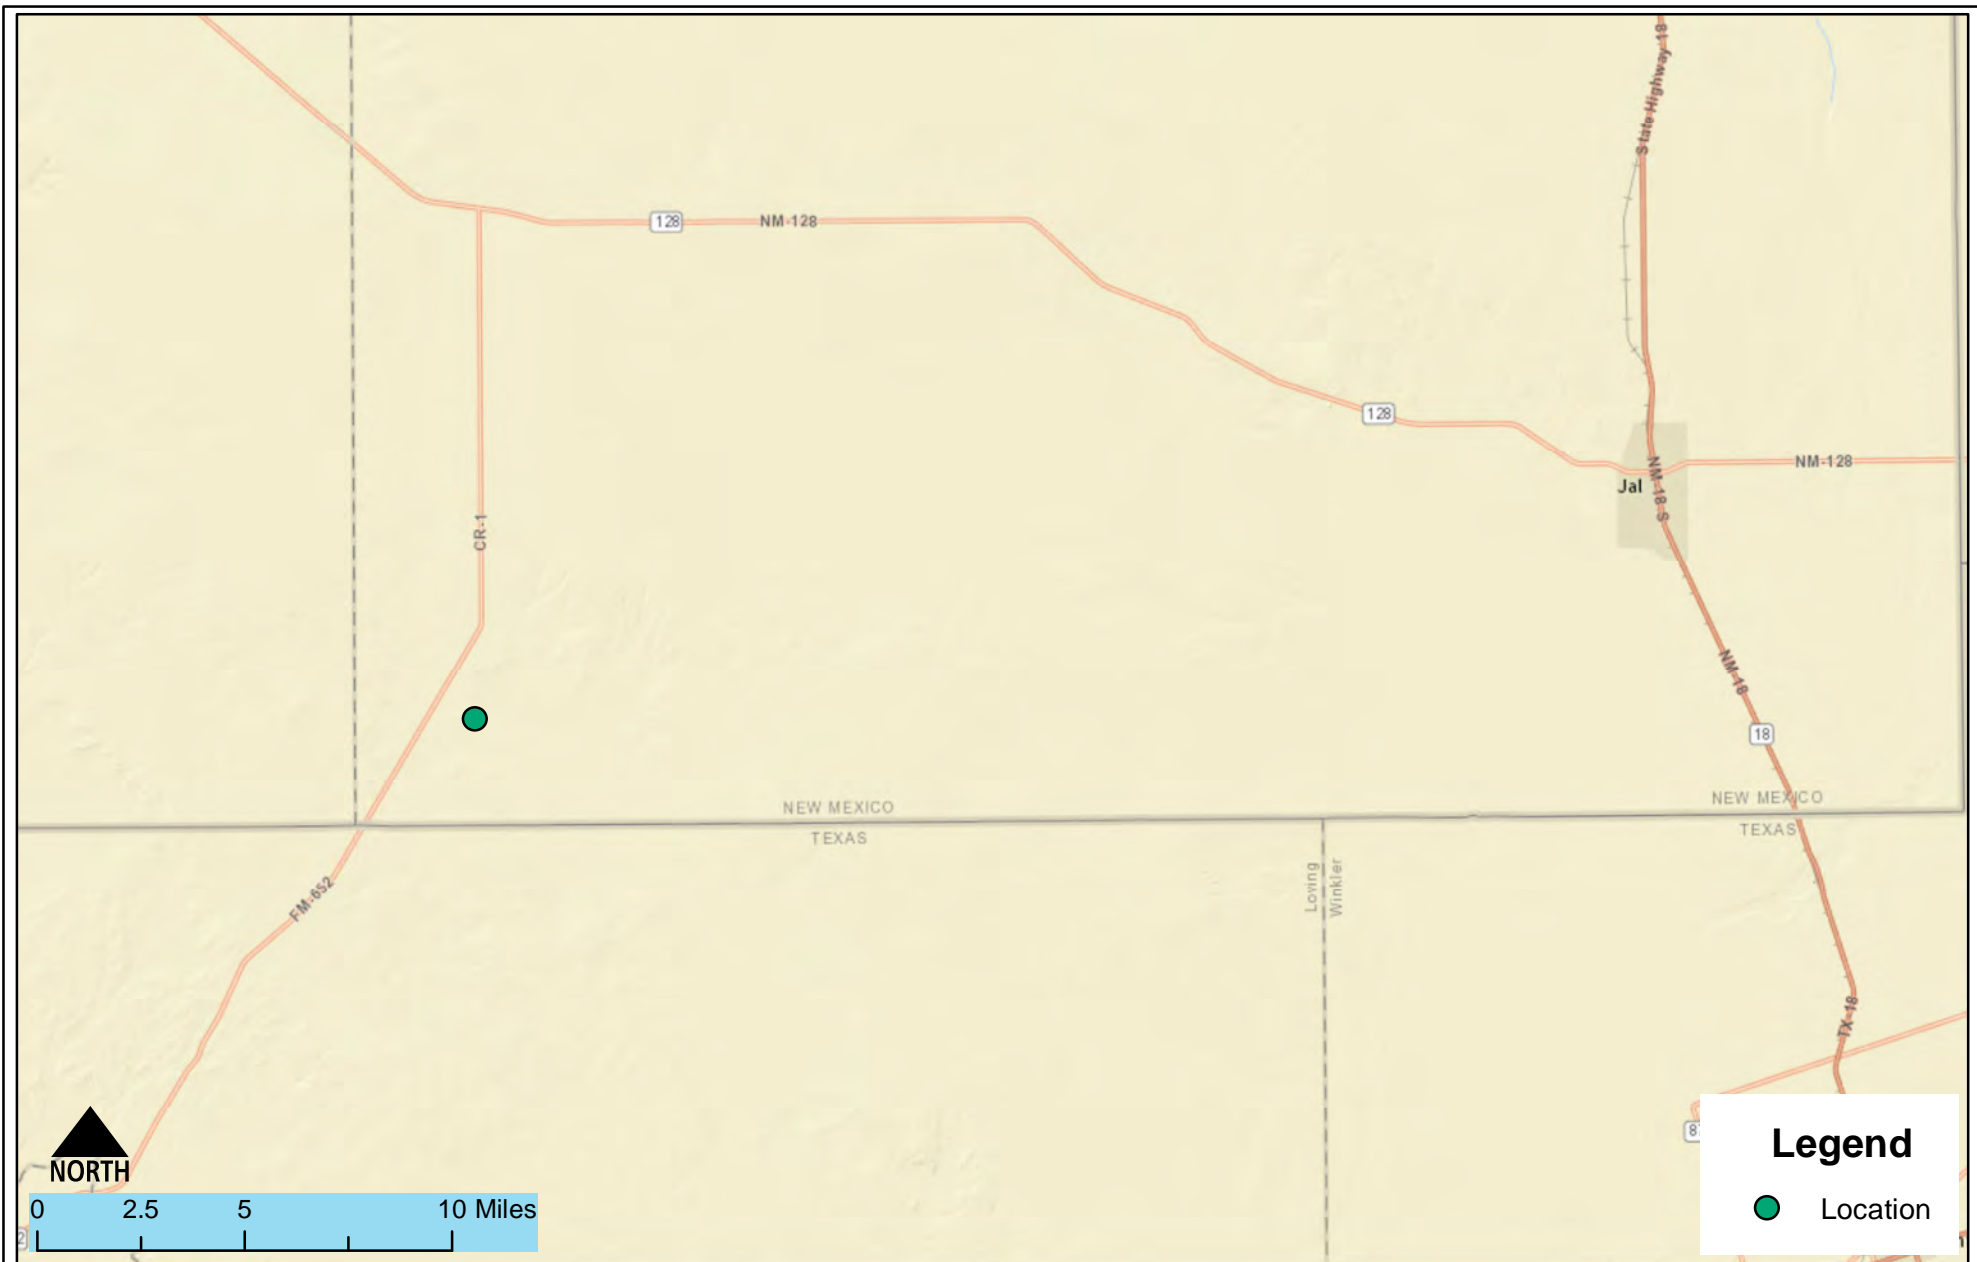 State Highway 18
128
NM-128
128
NM-128
Jal
NM-18 S
CR-1
NM-18
18
NEW MEXICO
NEW MEXICO
TEXAS
TEXAS
Loving
Winkler
FM-652
TX-18
NORTH
0 2.5 5 10 Miles
Legend
Location